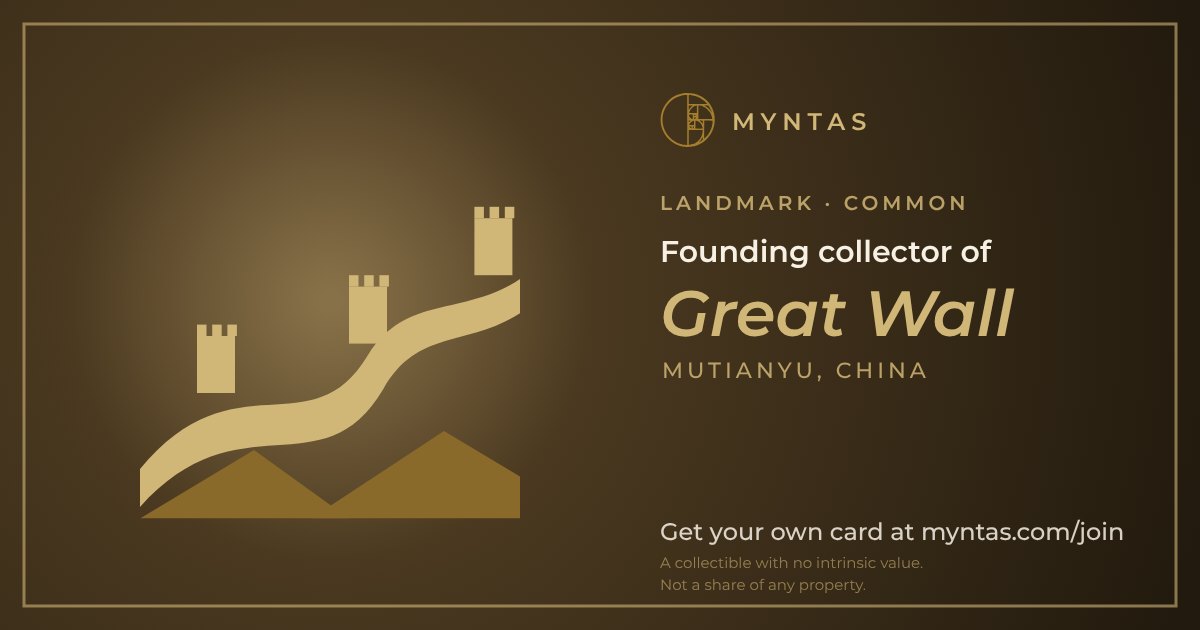 MYNTAS
LANDMARK · COMMON
Founding collector of
Great Wall
MUTIANYU, CHINA
Get your own card at myntas.com/join
A collectible with no intrinsic value.
Not a share of any property.